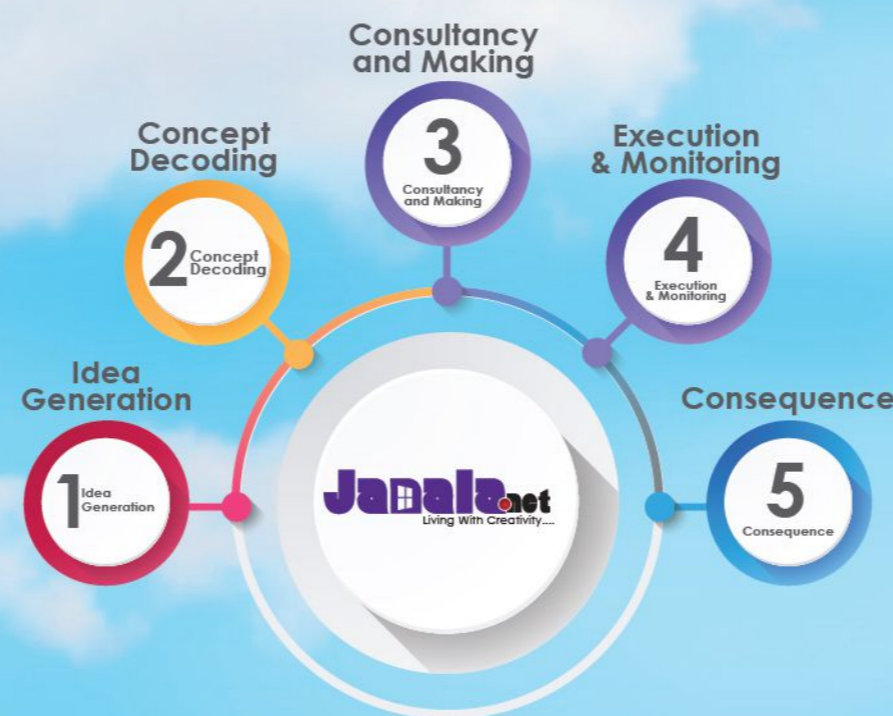 Consultancy
and Making
3
Consultancy
and Making
Concept
Decoding
2
Concept
Decoding
Execution
& Monitoring
4
Execution
& Monitoring
Idea
Generation
1
Idea
Generation
Consequence
5
Consequence
Janala.net
Living With Creativity....